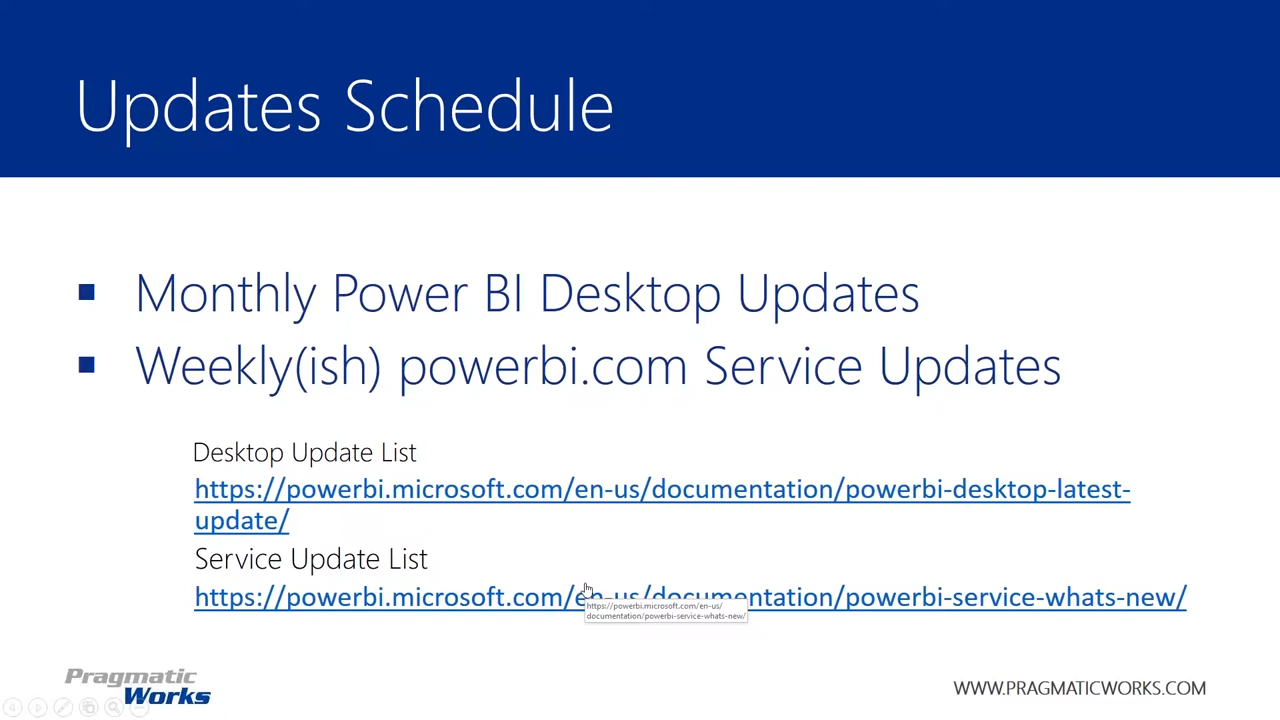 Updates Schedule
▪ Monthly Power BI Desktop Updates
▪ Weekly(ish) powerbi.com Service Updates
Desktop Update List
https://powerbi.microsoft.com/en-us/documentation/powerbi-desktop-latest-
update/
Service Update List
https://powerbi.microsoft.com/en-us/documentation/powerbi-service-whats-new/
https://powerbi.microsoft.com/en-us/
documentation/powerbi-service-whats-new/
Pragmatic
Works
WWW.PRAGMATICWORKS.COM